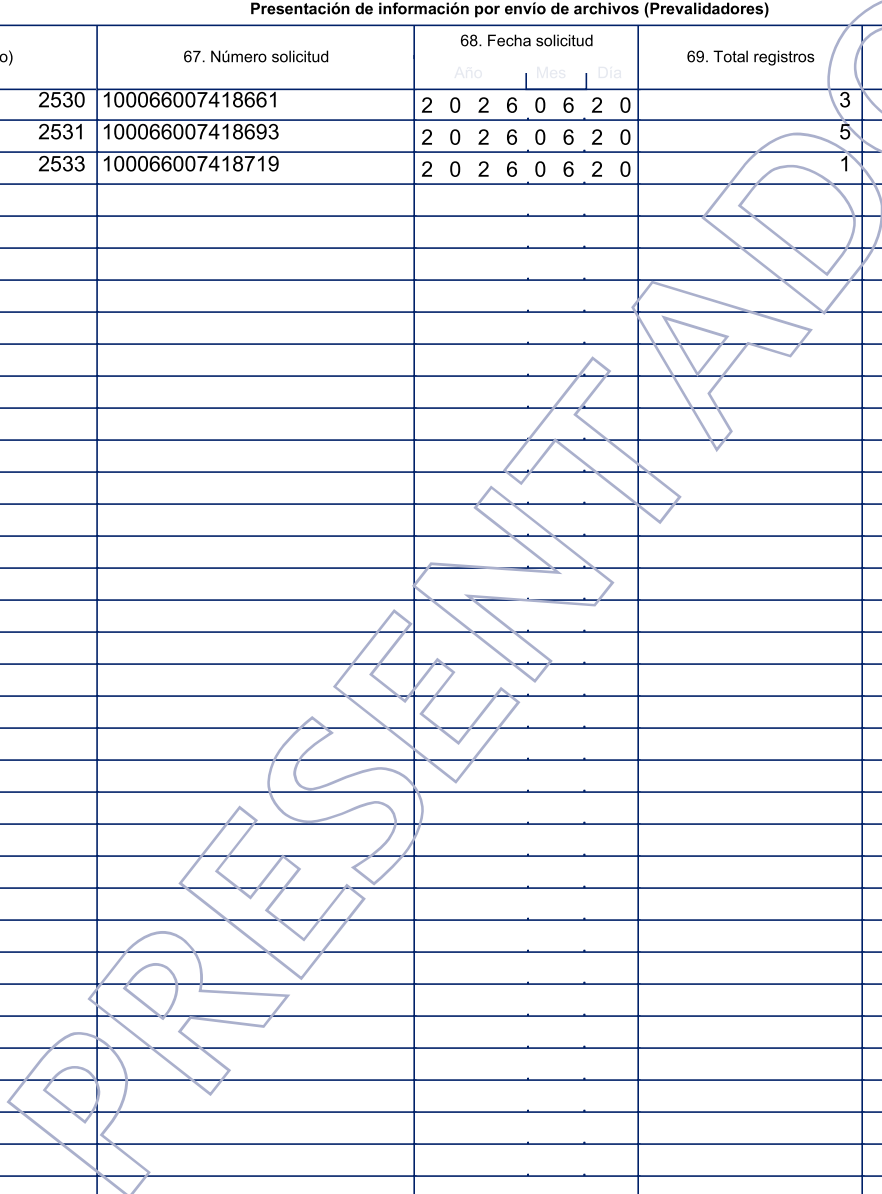 Presentación de información por envío de archivos (Prevalidadores)
o) 67. Número solicitud 68. Fecha solicitud 69. Total registros
Año Mes Día
2530 100066007418661 2 0 2 6 0 6 2 0 3
2531 100066007418693 2 0 2 6 0 6 2 0 5
2533 100066007418719 2 0 2 6 0 6 2 0 1
PRESENTADO